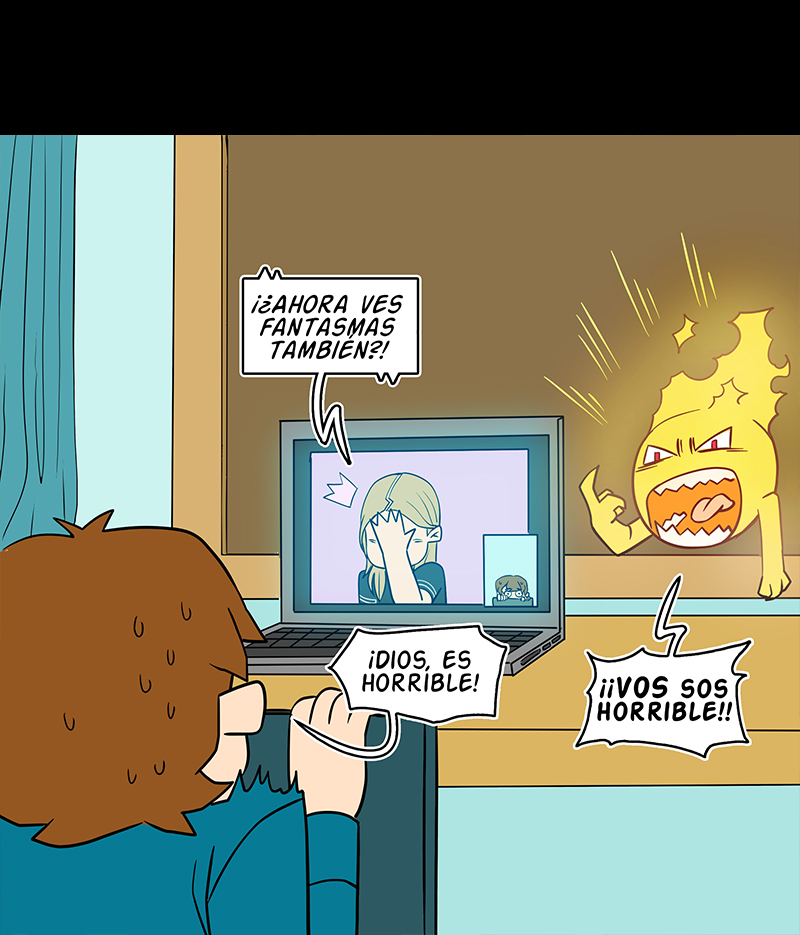 ¡¿AHORA VES
FANTASMAS
TAMBIÉN?!
¡DIOS, ES
HORRIBLE!
¡¡VOS SOS
HORRIBLE!!